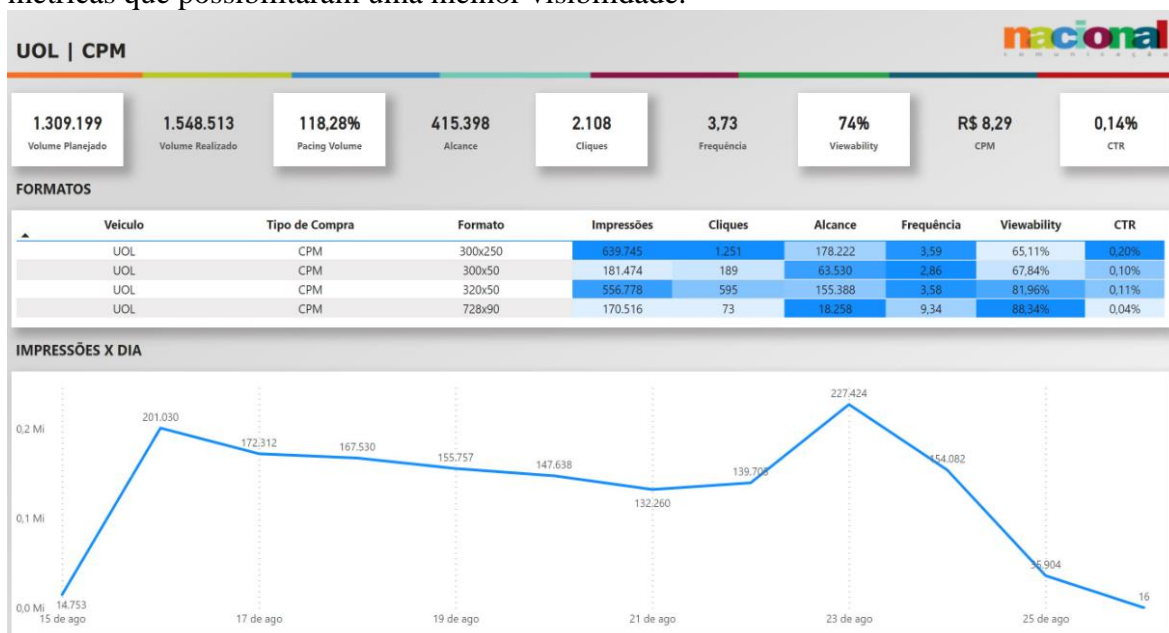 métricas que possibilitaram uma melhor visibilidade.
UOL | CPM
nacional
comunicação
1.309.199 1.548.513 118,28% 415.398 2.108 3,73 74% R$ 8,29 0,14%
Volume Planejado Volume Realizado Pacing Volume Alcance Cliques Frequência Viewability CPM CTR
FORMATOS
Veiculo Tipo de Compra Formato Impressões Cliques Alcance Frequência Viewability CTR
UOL CPM 300x250 639.745 1.251 178.222 3,59 65,11% 0,20%
UOL CPM 300x50 181.474 189 63.530 2,86 67,84% 0,10%
UOL CPM 320x50 556.778 595 155.388 3,58 81,96% 0,11%
UOL CPM 728x90 170.516 73 18.258 9,34 88,34% 0,04%
IMPRESSÕES X DIA
227.424
0,2 Mi 201.030
172.312 167.530 155.757 147.638 139.705 154.082
132.260
0,1 Mi
35.904
0,0 Mi 14.753 16
15 de ago 17 de ago 19 de ago 21 de ago 23 de ago 25 de ago